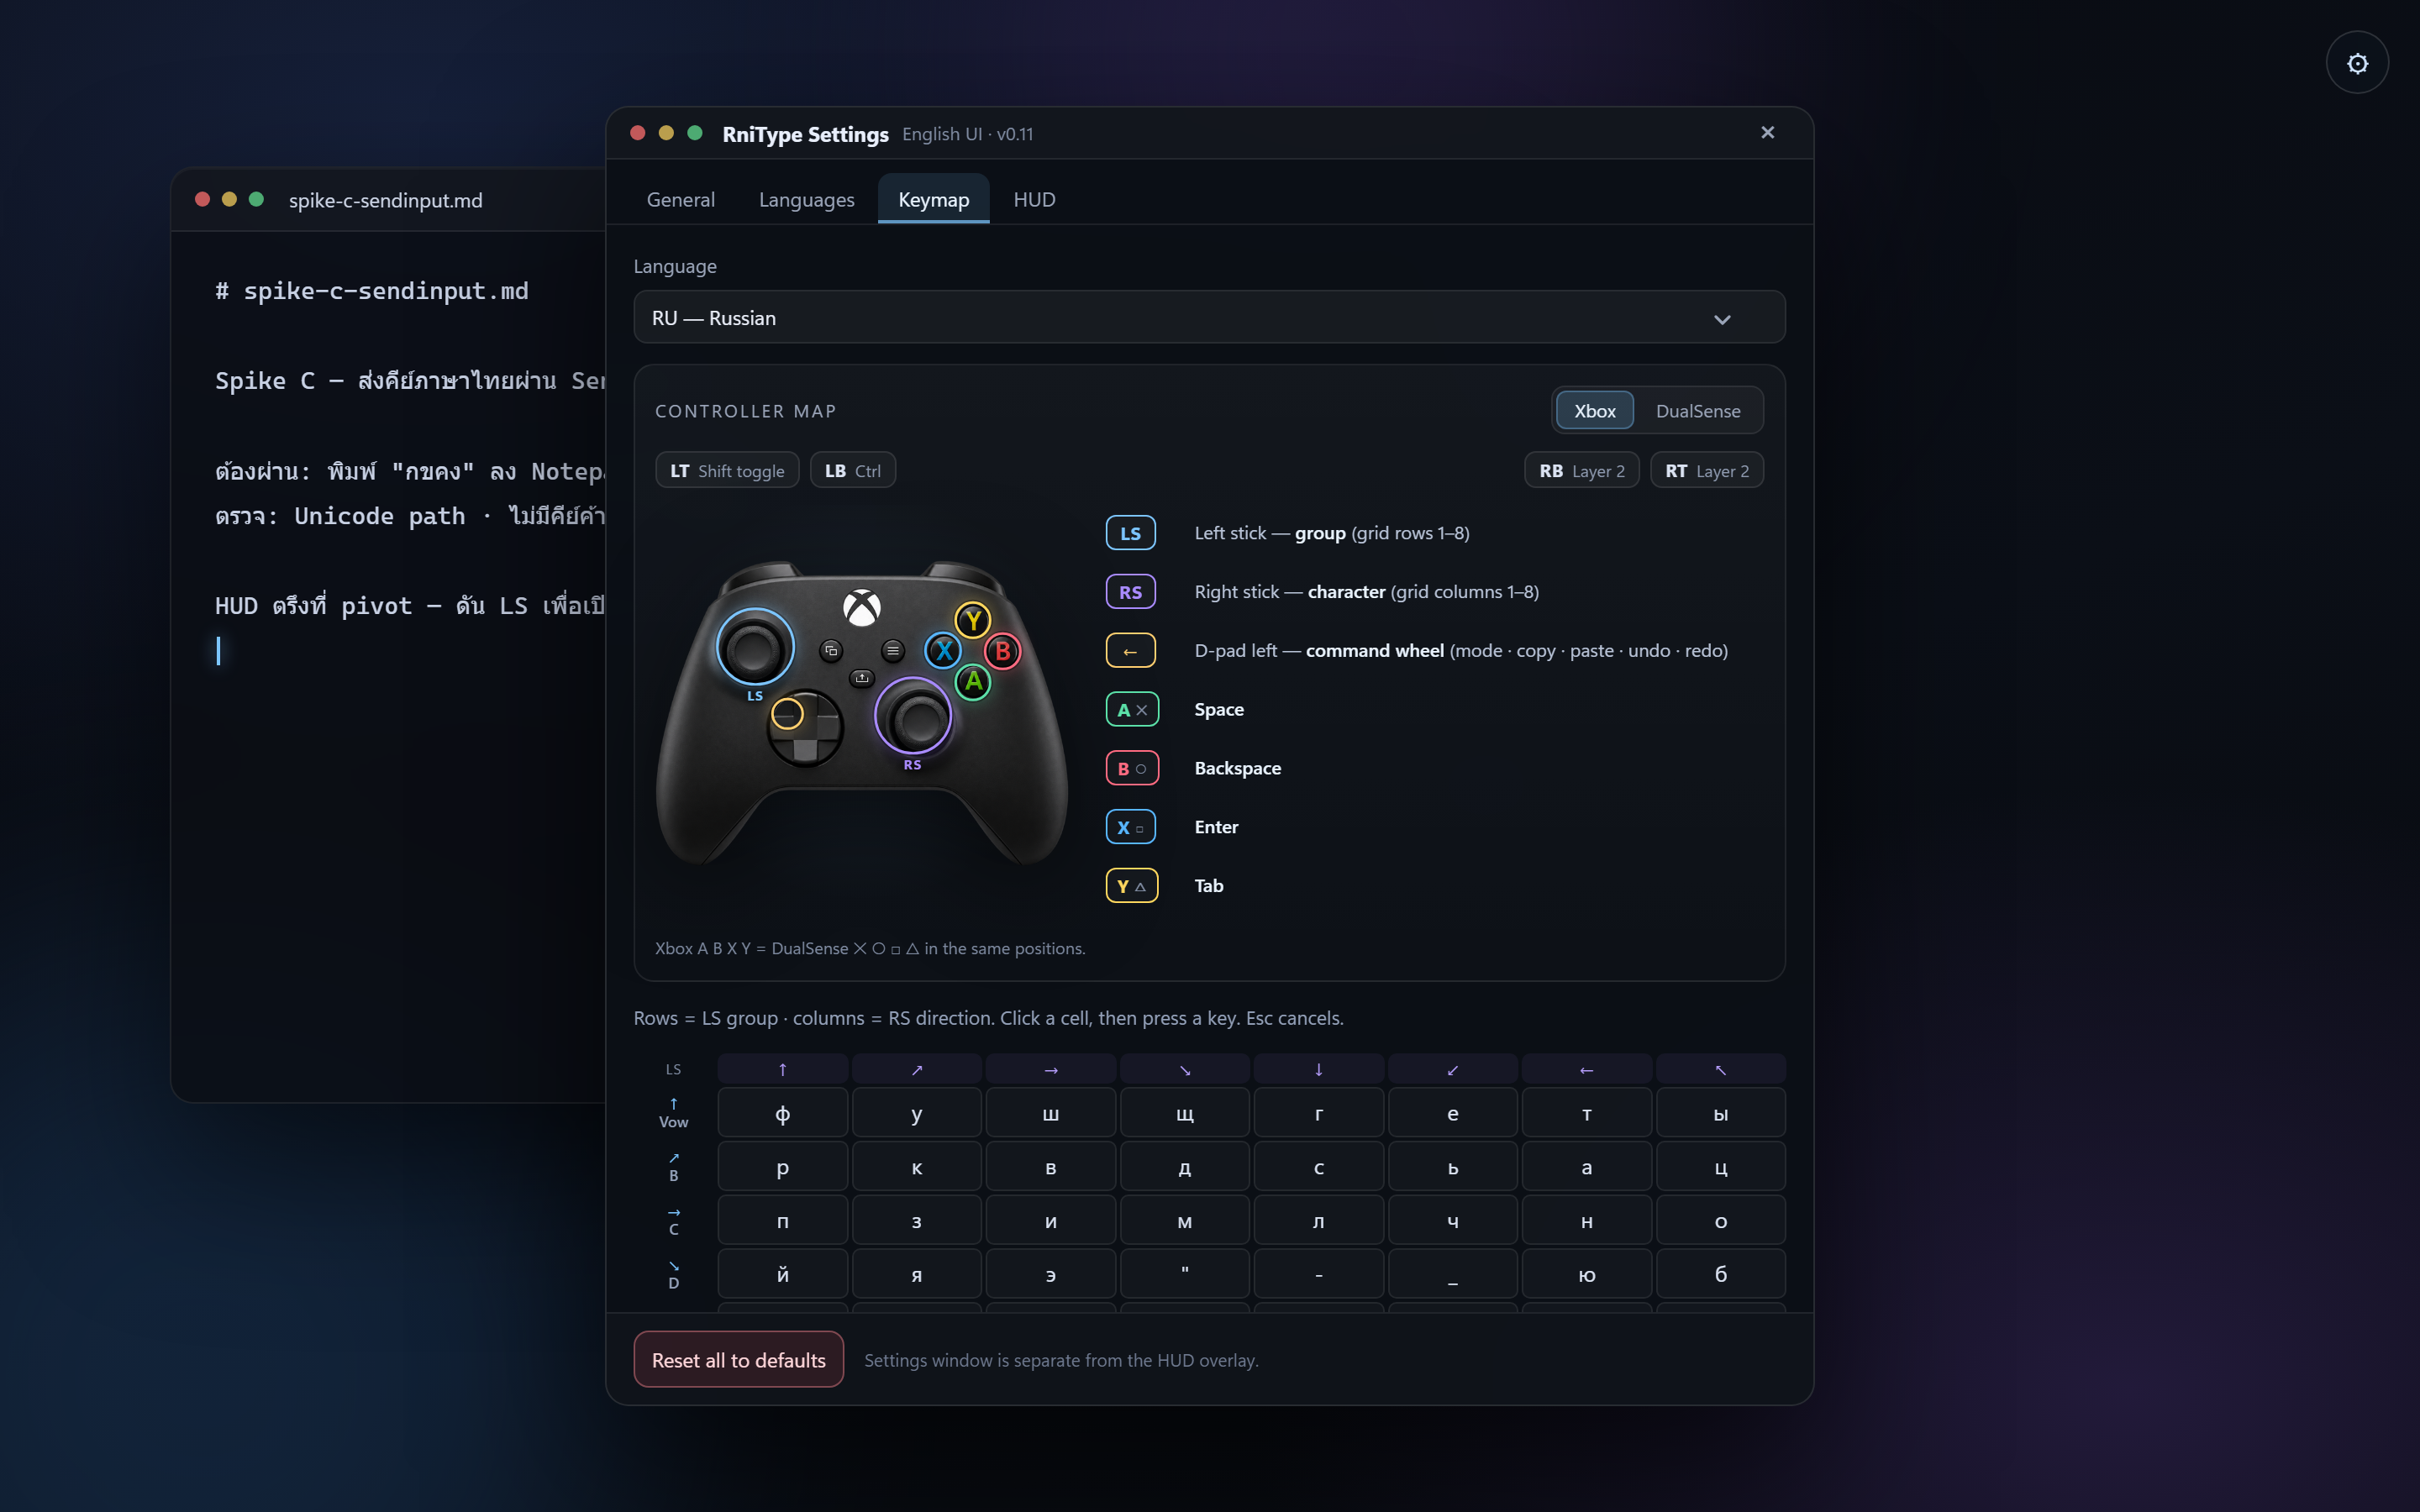 spike-c-sendinput.md
# spike-c-sendinput.md
Spike C — ส่งคีย์ภาษาไทยผ่าน
ต้องผ่าน: พิมพ์ "กขคง" ลง
ตรวจ: Unicode path · ไม่มีคีย์ค้า
HUD ตรึงที่ pivot — ดัน LS
RniType Settings English UI · v0.11 ✕
General Languages Keymap HUD
Language
RU — Russian
CONTROLLER MAP
Xbox DualSense
LT Shift toggle LB Ctrl RB Layer 2 RT Layer 2
Y
X B
A
LS
RS
LS Left stick — group (grid rows 1–8)
RS Right stick — character (grid columns 1–8)
← D-pad left — command wheel (mode · copy · paste · undo · redo)
A ✕ Space
B ○ Backspace
X □ Enter
Y △ Tab
Xbox A B X Y = DualSense ✕ ○ □ △ in the same positions.
Rows = LS group · columns = RS direction. Click a cell, then press a key. Esc cancels.
LS ↑ ↗ → ↘ ↓ ↙ ← ↖
↑ Vow ф у ш щ г е т ы
↗ B р к в д с ь а ц
→ C п з и м л ч н о
↘ D й я э " - _ ю б
Reset all to defaults Settings window is separate from the HUD overlay.